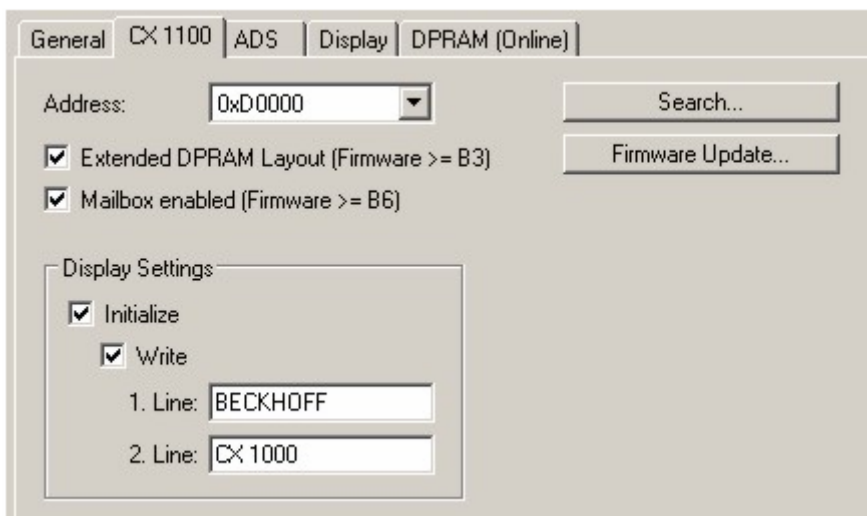 General CX 1100 ADS Display DPRAM (Online)
Address: 0xD0000 Search...
Extended DPRAM Layout (Firmware >= B3) Firmware Update...
Mailbox enabled (Firmware >= B6)
Display Settings
Initialize
Write
1. Line: BECKHOFF
2. Line: CX 1000